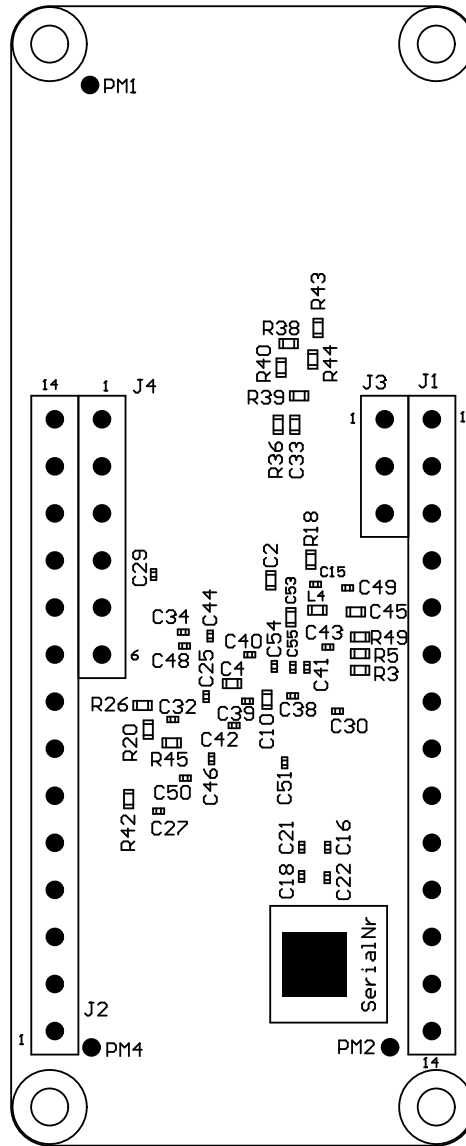 PM1
R43
R38
R40
R44
R39
J3
J1
14
1
J4
1
1
R36
C33
R18
C29
C2
C15
C53
C49
L4
C45
C34
C44
C43
R49
C48
C40
C54
C55
C41
R5
6
C25
C4
R3
R26
C32
C39
C10
C38
C30
R20
C42
R45
C46
C51
C50
R42
C27
C21
C16
C18
C22
SerialNr
J2
1
PM4
PM2
14